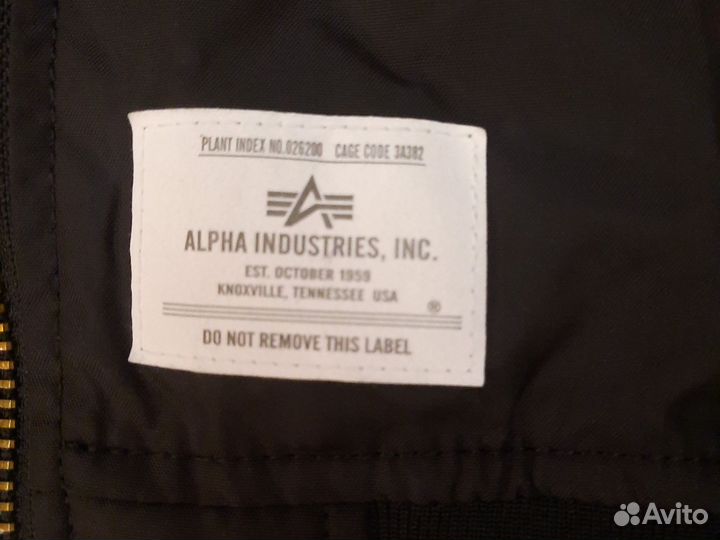 PLANT INDEX NO.026200 CAGE CODE 3A382
ALPHA INDUSTRIES, INC.
EST. OCTOBER 1959
KNOXVILLE, TENNESSEE USA
®
DO NOT REMOVE THIS LABEL
Avito